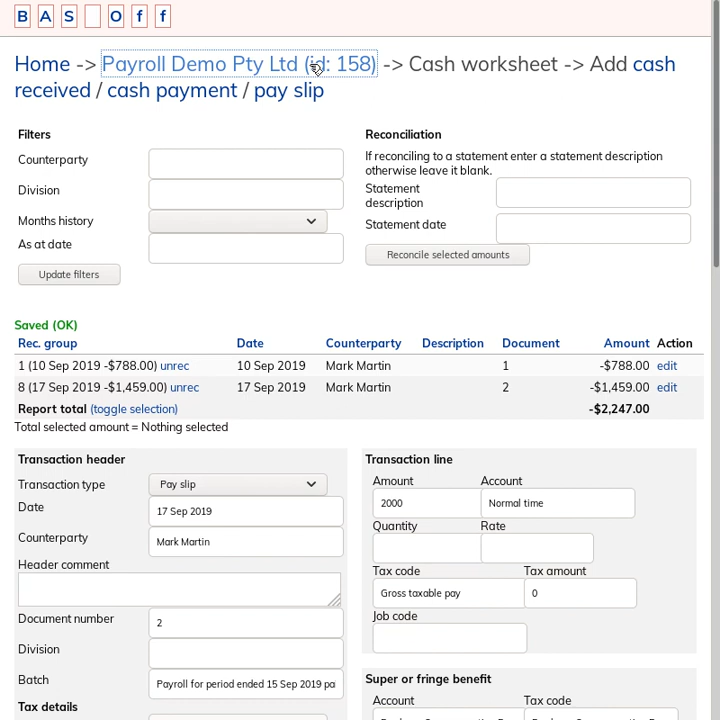 BAS Off
Home -> Payroll Demo Pty Ltd (id: 158) -> Cash worksheet -> Add cash
received / cash payment / pay slip
Filters
Counterparty
Division
Months history
As at date
Update filters
Reconciliation
If reconciling to a statement enter a statement description
otherwise leave it blank.
Statement
description
Statement date
Reconcile selected amounts
Saved (OK)
Rec. group Date Counterparty Description Document Amount Action
1 (10 Sep 2019 -$788.00) unrec 10 Sep 2019 Mark Martin 1 -$788.00 edit
8 (17 Sep 2019 -$1,459.00) unrec 17 Sep 2019 Mark Martin 2 -$1,459.00 edit
Report total (toggle selection) -$2,247.00
Total selected amount = Nothing selected
Transaction header
Transaction type Pay slip
Date 17 Sep 2019
Counterparty Mark Martin
Header comment
Document number 2
Division
Batch Payroll for period ended 15 Sep 2019 pa
Tax details
Transaction line
Amount Account
2000 Normal time
Quantity Rate
Tax code Tax amount
Gross taxable pay 0
Job code
Super or fringe benefit
Account Tax code